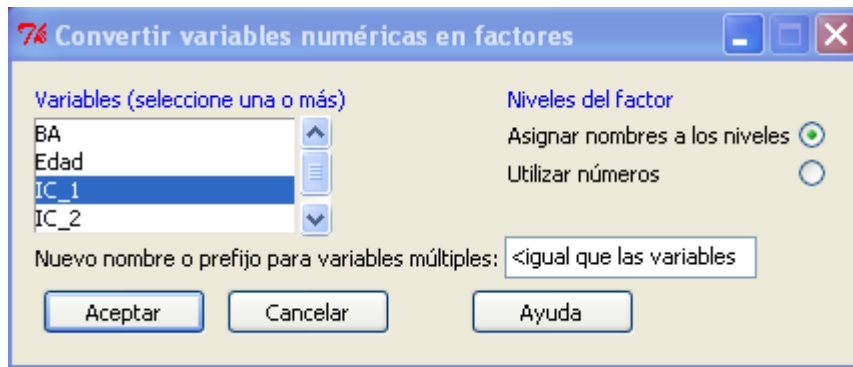 Convertir variables numéricas en factores
Variables (seleccione una o más)
BA
Edad
IC_1
IC_2
Niveles del factor
Asignar nombres a los niveles
Utilizar números
Nuevo nombre o prefijo para variables múltiples: <igual que las variables
Aceptar Cancelar Ayuda